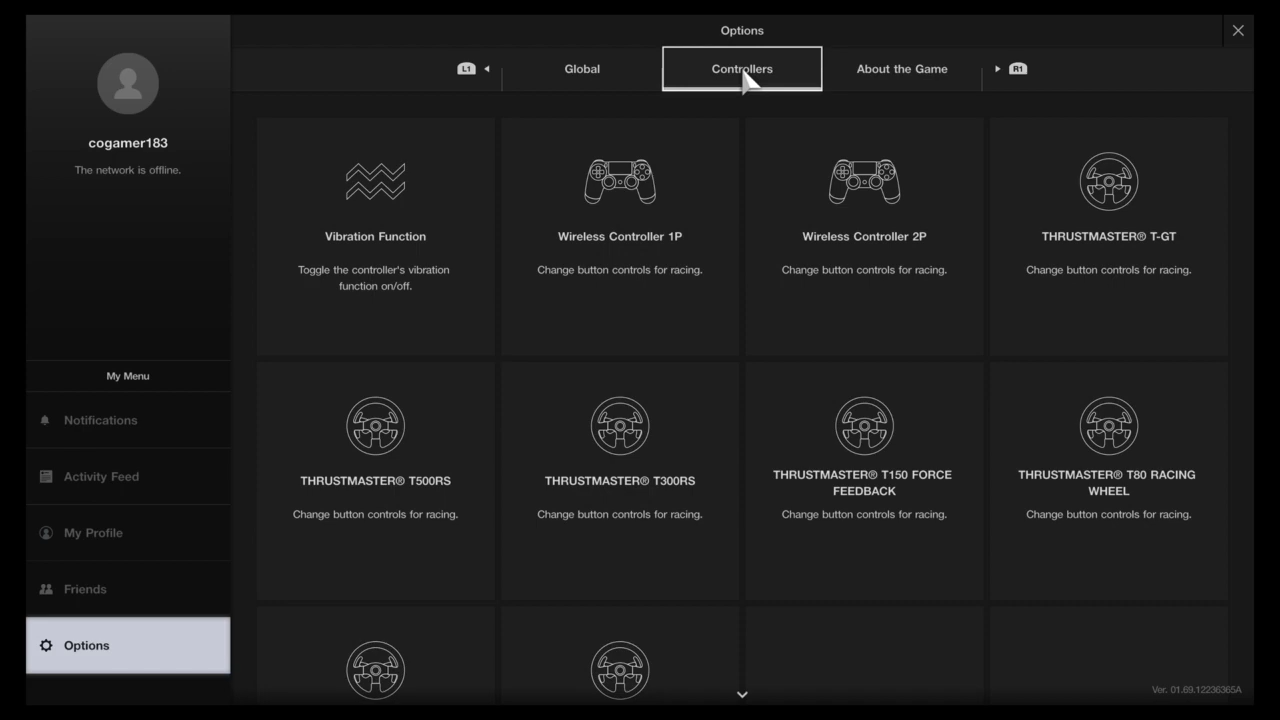 Options
L1
Global
Controllers
About the Game
R1
cogamer183
The network is offline.
My Menu
Notifications
Activity Feed
My Profile
Friends
Options
Vibration Function
Toggle the controller's vibration
function on/off.
Wireless Controller 1P
Change button controls for racing.
Wireless Controller 2P
Change button controls for racing.
THRUSTMASTER® T-GT
Change button controls for racing.
THRUSTMASTER® T500RS
Change button controls for racing.
THRUSTMASTER® T300RS
Change button controls for racing.
THRUSTMASTER® T150 FORCE
FEEDBACK
Change button controls for racing.
THRUSTMASTER® T80 RACING
WHEEL
Change button controls for racing.
Ver. 01.69.12236365A